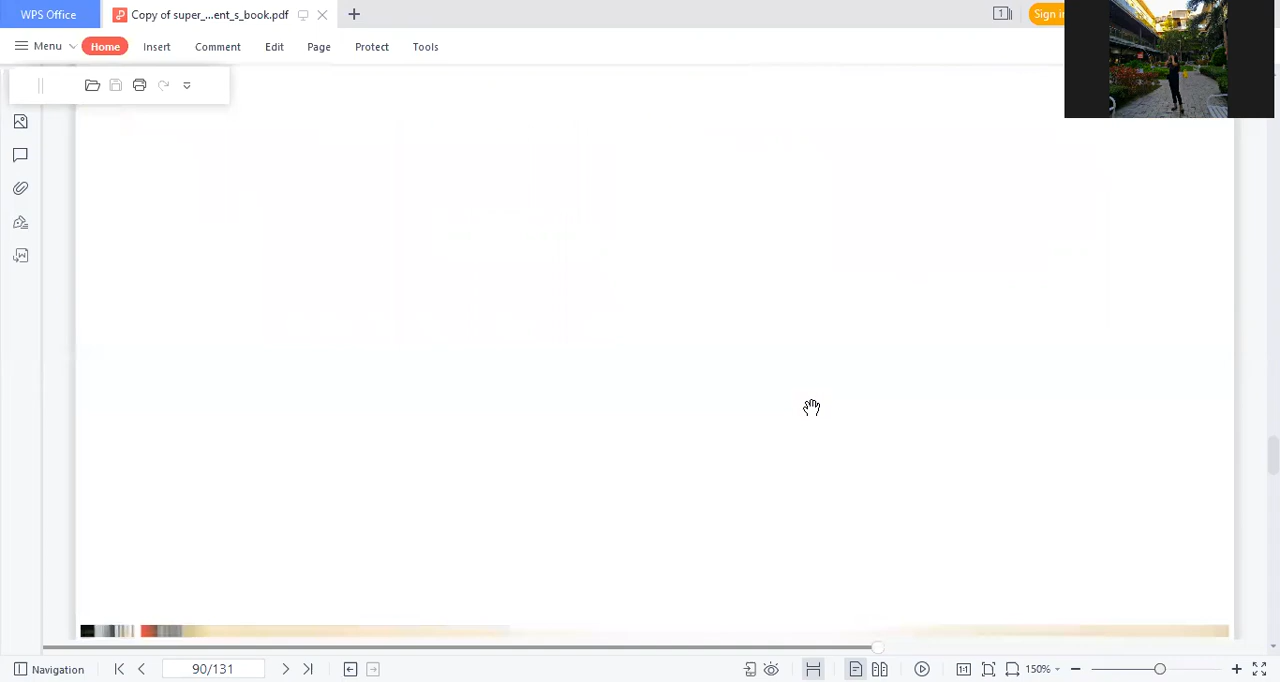 WPS Office
Copy of super_...ent_s_book.pdf
1
Sign in
Menu
Home
Insert
Comment
Edit
Page
Protect
Tools
Navigation
90/131
150%